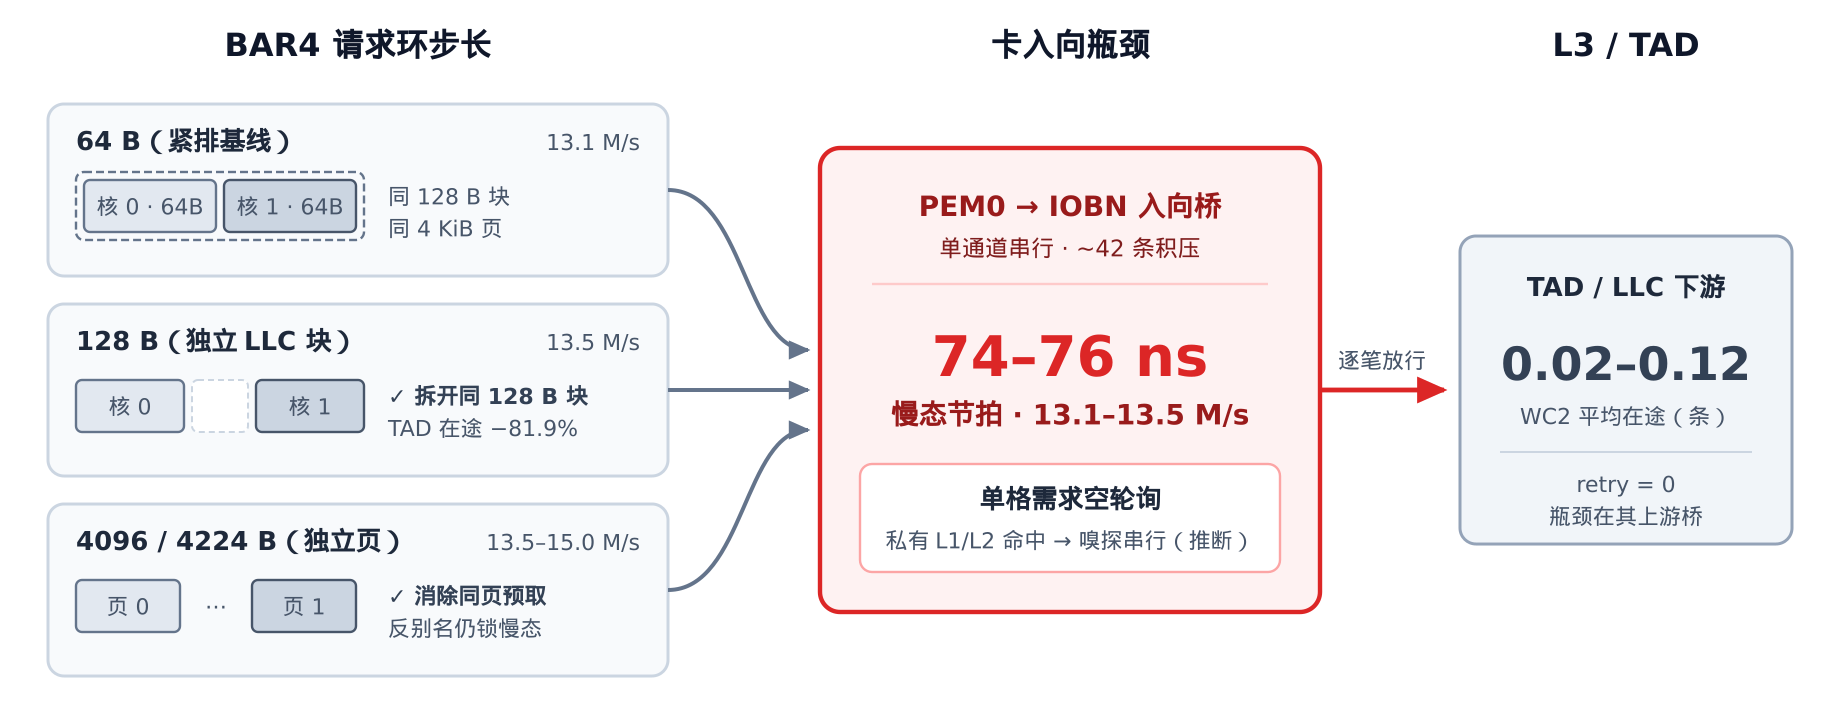 BAR4 请求环步长
64 B（紧排基线）
13.1 M/s
核 0 · 64B
核 1 · 64B
同 128 B 块
同 4 KiB 页
128 B（独立 LLC 块）
13.5 M/s
核 0
核 1
✓ 拆开同 128 B 块
TAD 在途 −81.9%
4096 / 4224 B（独立页）
13.5–15.0 M/s
页 0
⋯
页 1
✓ 消除同页预取
反别名仍锁慢态
卡入向瓶颈
PEM0 → IOBN 入向桥
单通道串行 · ~42 条积压
74–76 ns
慢态节拍 · 13.1–13.5 M/s
单格需求空轮询
私有 L1/L2 命中 → 嗅探串行（推断）
逐笔放行
L3 / TAD
TAD / LLC 下游
0.02–0.12
WC2 平均在途（条）
retry = 0
瓶颈在其上游桥